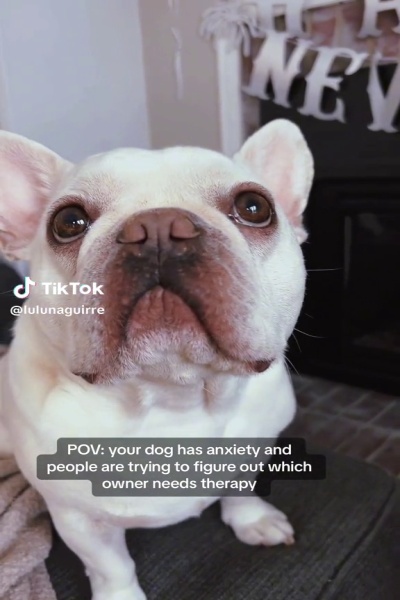 HA
NEW
TikTok
@lulunaguirre
POV: your dog has anxiety and
people are trying to figure out which
owner needs therapy